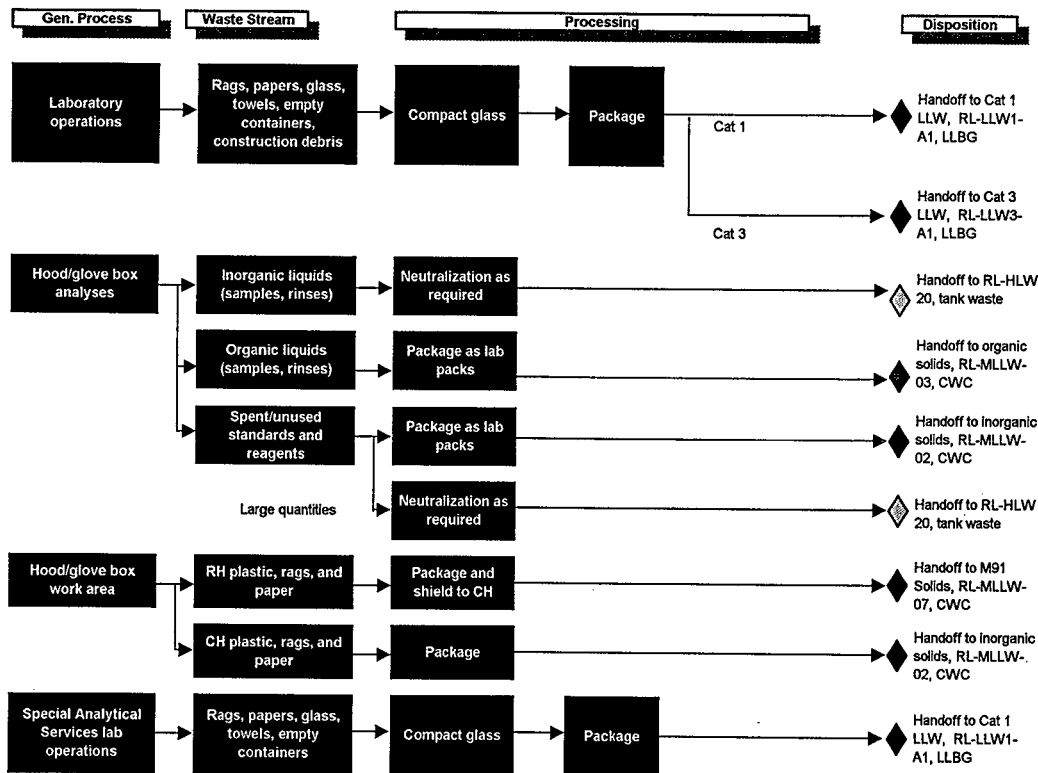 Gen. Process
Waste Stream
Processing
Disposition
Laboratory
operations
Rags, papers, glass,
towels, empty
containers,
construction debris
Compact glass
Package
Cat 1
Handoff to Cat 1
LLW, RL-LLW1-
A1, LLBG
Cat 3
Handoff to Cat 3
LLW, RL-LLW3-
A1, LLBG
Hood/glove box
analyses
Inorganic liquids
(samples, rinses)
Neutralization as
required
Handoff to RL-HLW
20, tank waste
Organic liquids
(samples, rinses)
Package as lab
packs
Handoff to organic
solids, RL-MLLW-
03, CWC
Spent/unused
standards and
reagents
Package as lab
packs
Handoff to inorganic
solids, RL-MLLW-
02, CWC
Large quantities
Neutralization as
required
Handoff to RL-HLW
20, tank waste
Hood/glove box
work area
RH plastic, rags, and
paper
Package and
shield to CH
Handoff to M91
Solids, RL-MLLW-
07, CWC
CH plastic, rags, and
paper
Package
Handoff to inorganic
solids, RL-MLLW-
02, CWC
Special Analytical
Services lab
operations
Rags, papers, glass,
towels, empty
containers
Compact glass
Package
Handoff to Cat 1
LLW, RL-LLW1-
A1, LLBG